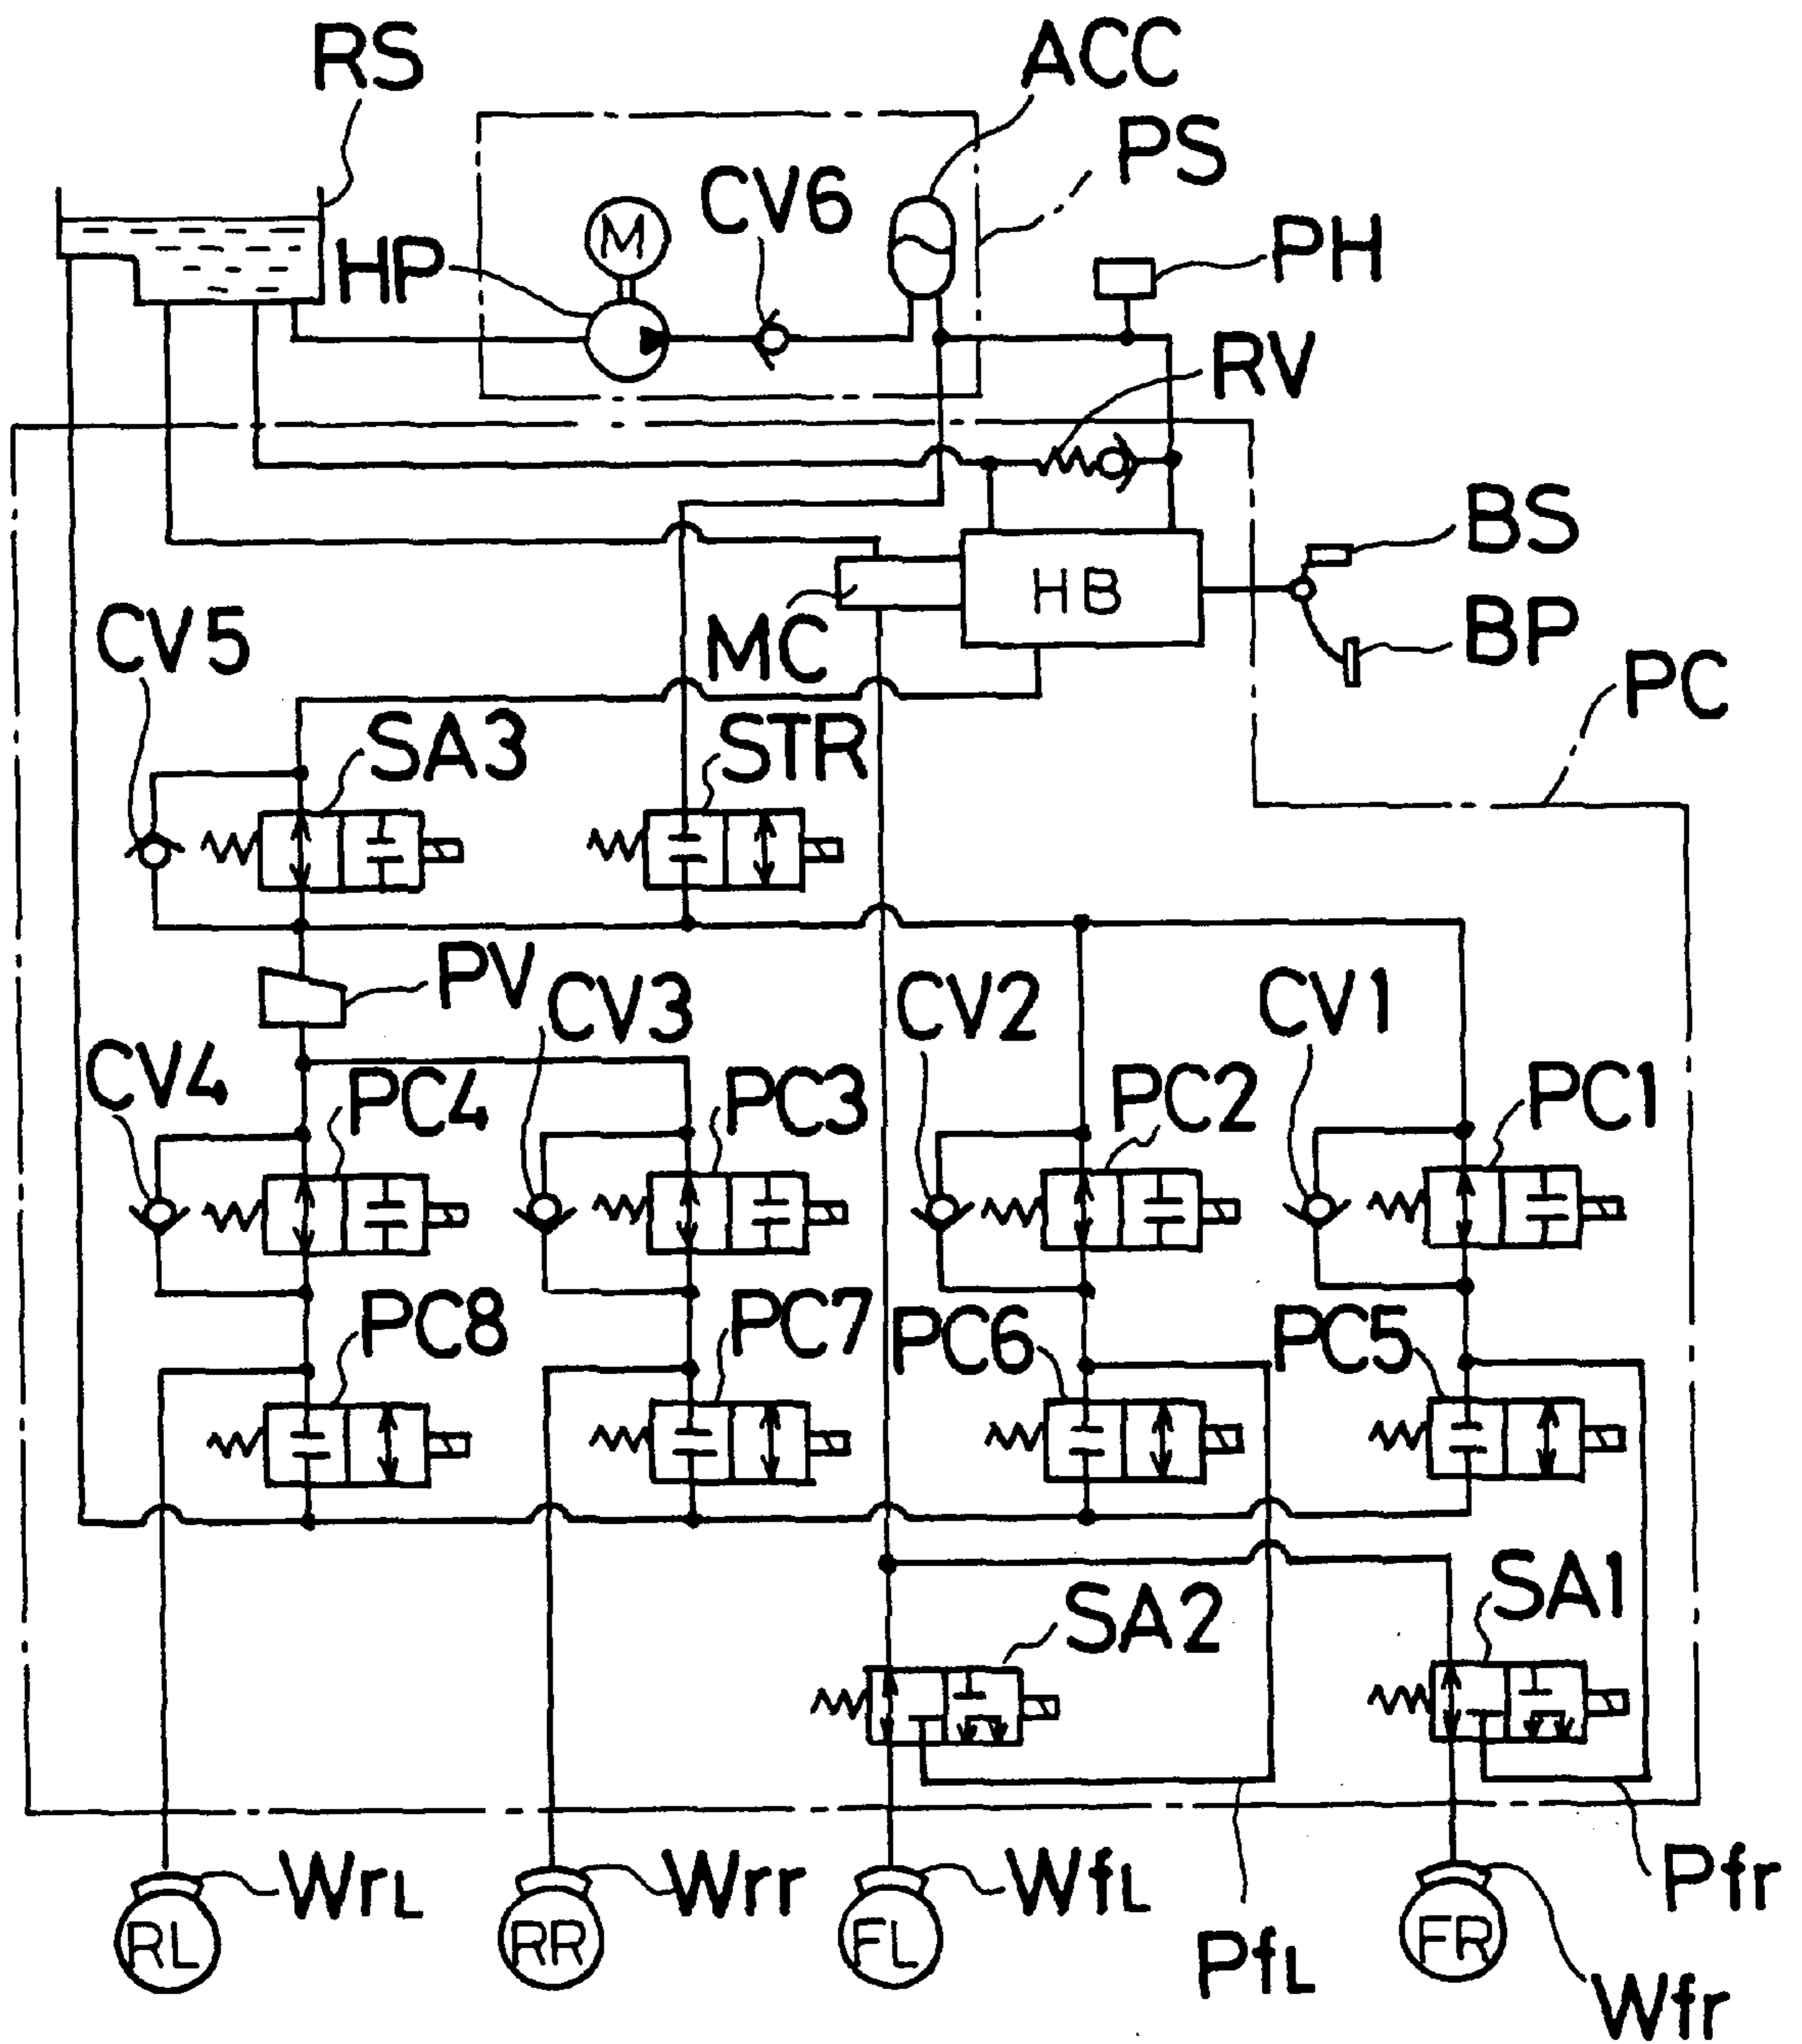 RS
ACC
PS
CV6
M
HP
PH
RV
BS
HB
BP
MC
CV5
PC
SA3
STR
PV
CV3
CV2
CV1
CV4
PC4
PC3
PC2
PC1
PC8
PC7
PC6
PC5
SA2
SA1
WrL
Wrr
WfL
Pfr
RL
RR
FL
FR
PfL
Wfr